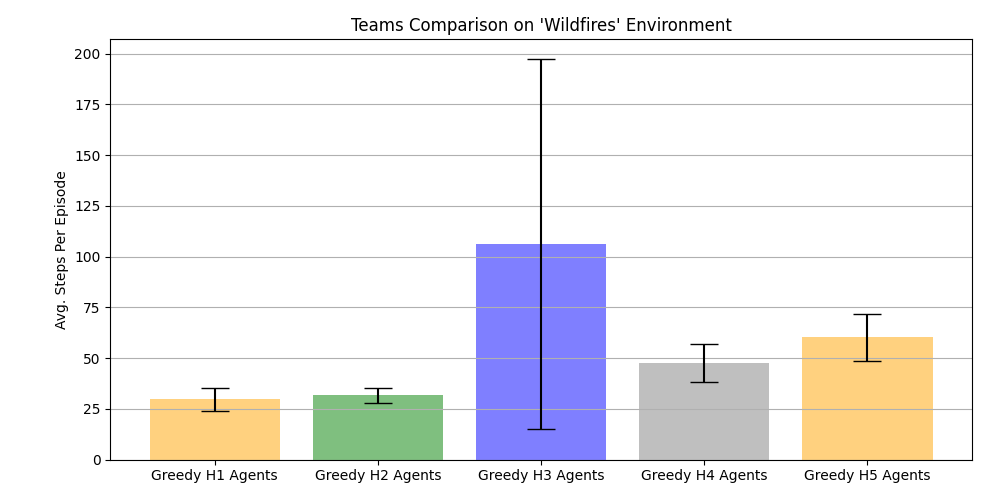 Teams Comparison on 'Wildfires' Environment
Avg. Steps Per Episode
200
175
150
125
100
75
50
25
0
Greedy H1 Agents
Greedy H2 Agents
Greedy H3 Agents
Greedy H4 Agents
Greedy H5 Agents